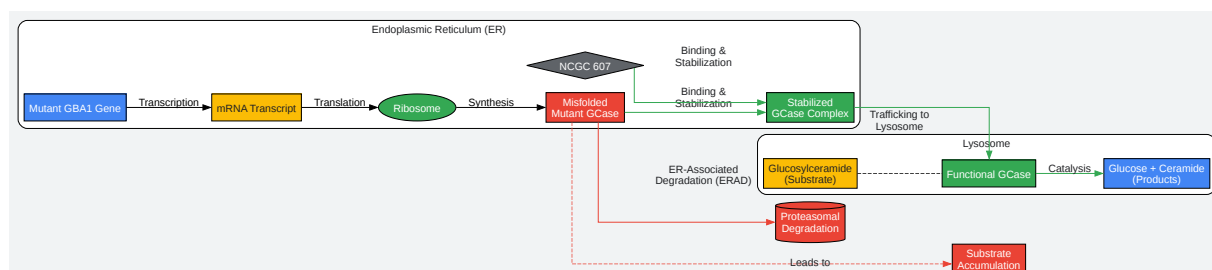 Endoplasmic Reticulum (ER)
NCGC 607
Binding &
Stabilization
Mutant GBA1 Gene
Transcription
mRNA Transcript
Translation
Ribosome
Synthesis
Misfolded
Mutant GCase
Binding &
Stabilization
Stabilized
GCase Complex
Trafficking to
Lysosome
Lysosome
ER-Associated
Degradation (ERAD)
Glucosylceramide
(Substrate)
Functional GCase
Catalysis
Glucose + Ceramide
(Products)
Proteasomal
Degradation
Leads to
Substrate
Accumulation